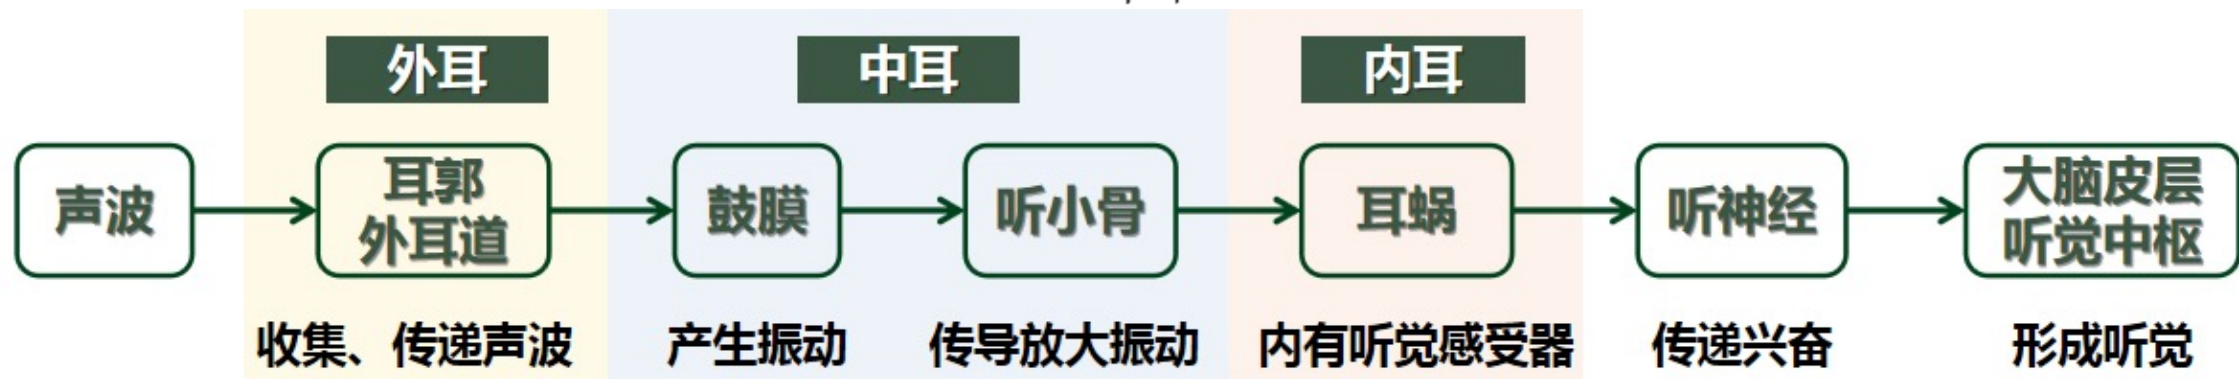 外耳
中耳
内耳
声波
耳郭
外耳道
鼓膜
听小骨
耳蜗
听神经
大脑皮层
听觉中枢
收集、传递声波
产生振动
传导放大振动
内有听觉感受器
传递兴奋
形成听觉